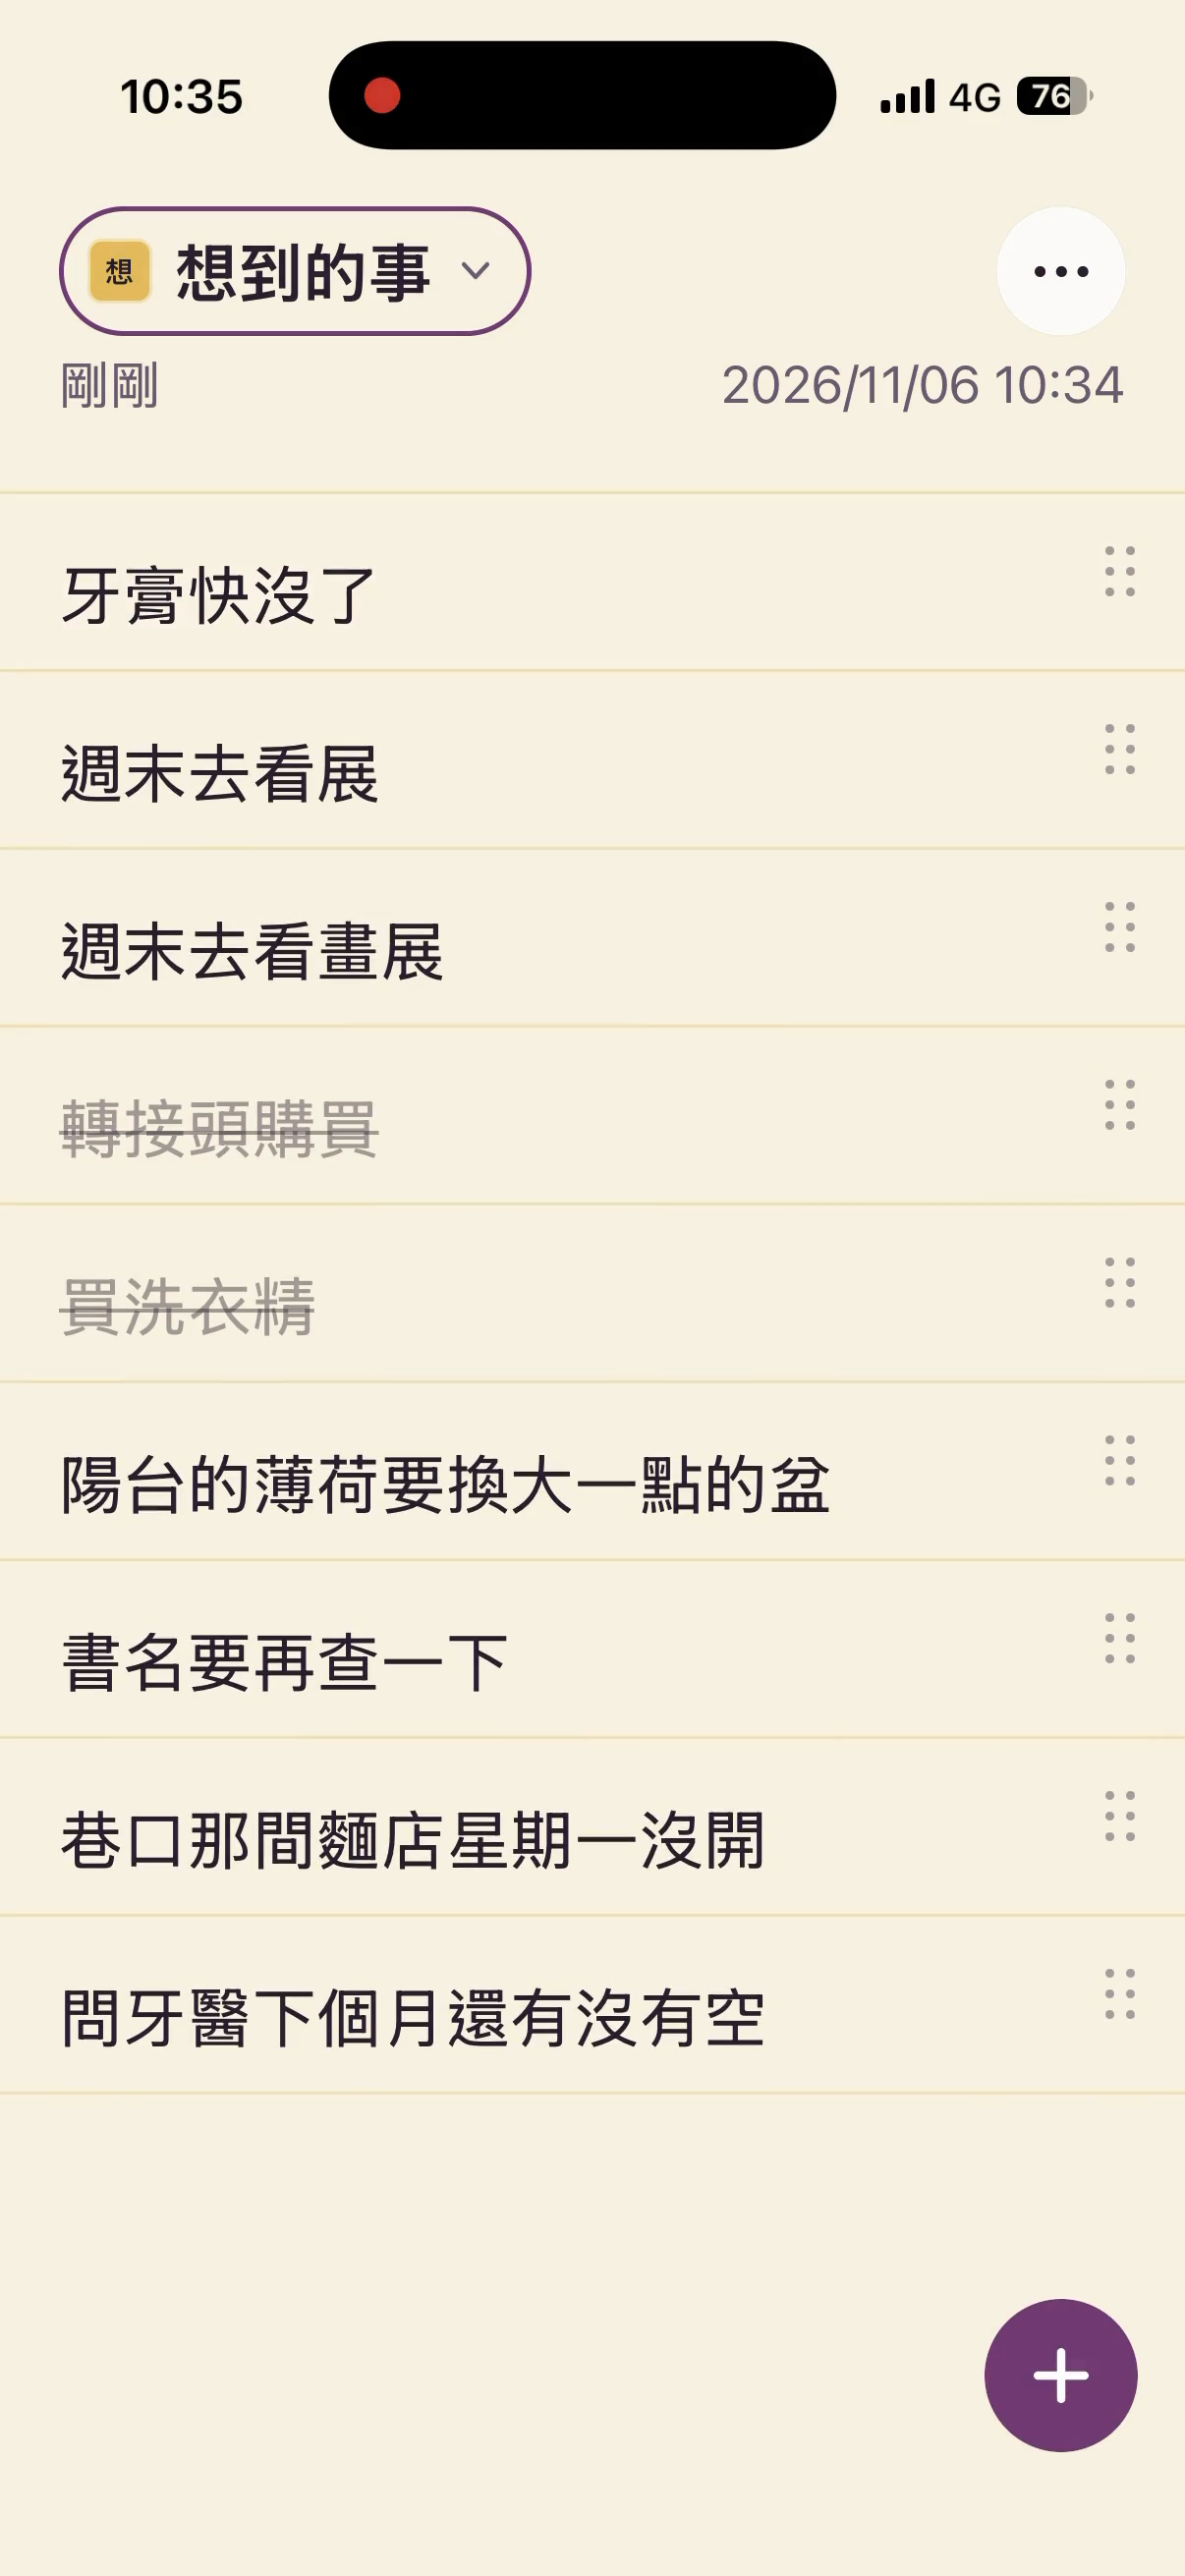 10:35 4G 76
想 想到的事
剛剛 2026/11/06 10:34
牙膏快沒了
週末去看展
週末去看畫展
轉接頭購買
買洗衣精
陽台的薄荷要換大一點的盆
書名要再查一下
巷口那間麵店星期一沒開
問牙醫下個月還有沒有空